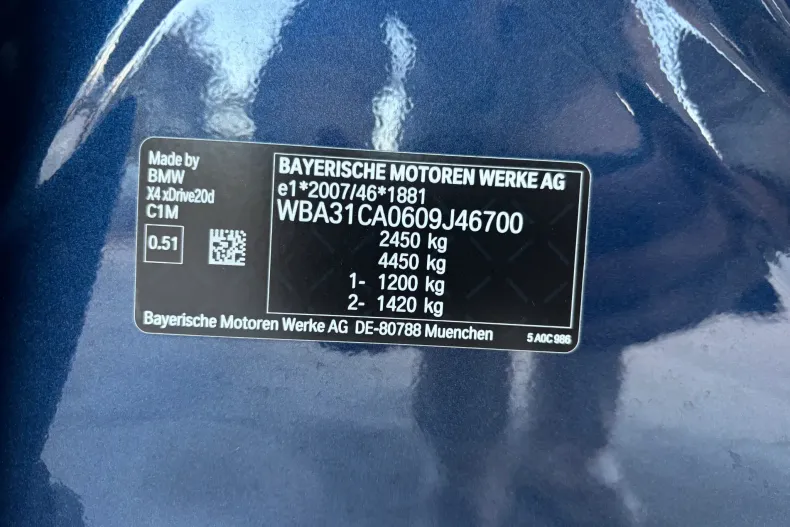 Made by
BMW
X4 xDrive20d
C1M
0.51
BAYERISCHE MOTOREN WERKE AG
e1*2007/46*1881
WBA31CA0609J46700
2450 kg
4450 kg
1- 1200 kg
2- 1420 kg
Bayerische Motoren Werke AG DE-80788 Muenchen
5 A0C 986